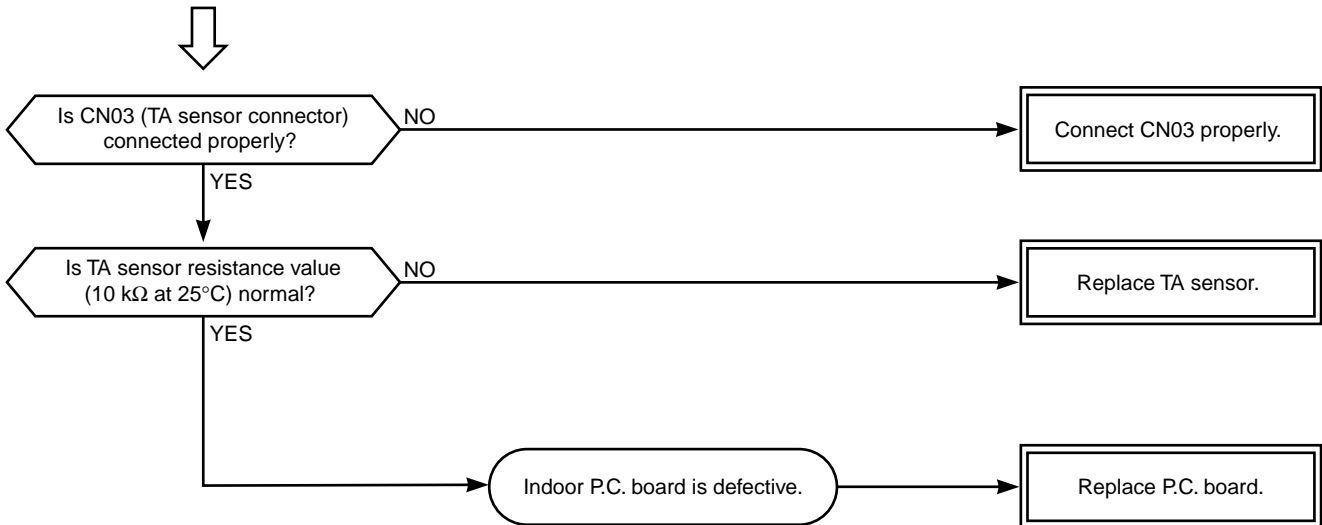 Is CN03 (TA sensor connector)
connected properly?
NO
Connect CN03 properly.
YES
Is TA sensor resistance value
(10 kΩ at 25°C) normal?
NO
Replace TA sensor.
YES
Indoor P.C. board is defective.
Replace P.C. board.